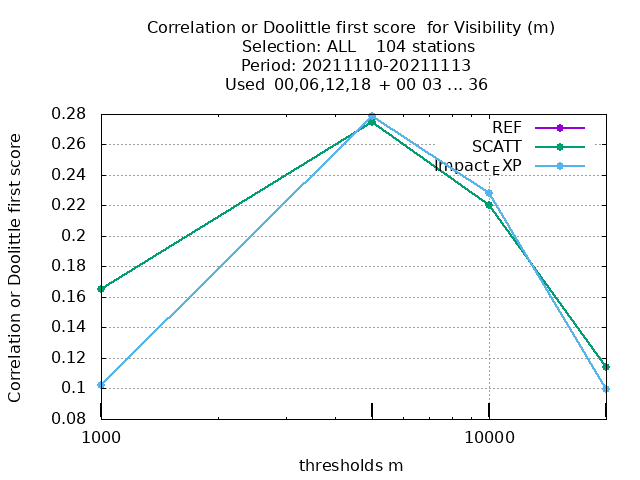 Correlation or Doolittle first score for Visibility (m)
Selection: ALL 104 stations
Period: 20211110-20211113
Used 00,06,12,18 + 00 03 ... 36
REF
SCATT
Impact_EXP
Correlation or Doolittle first score
0.28
0.26
0.24
0.22
0.2
0.18
0.16
0.14
0.12
0.1
0.08
1000
10000
thresholds m